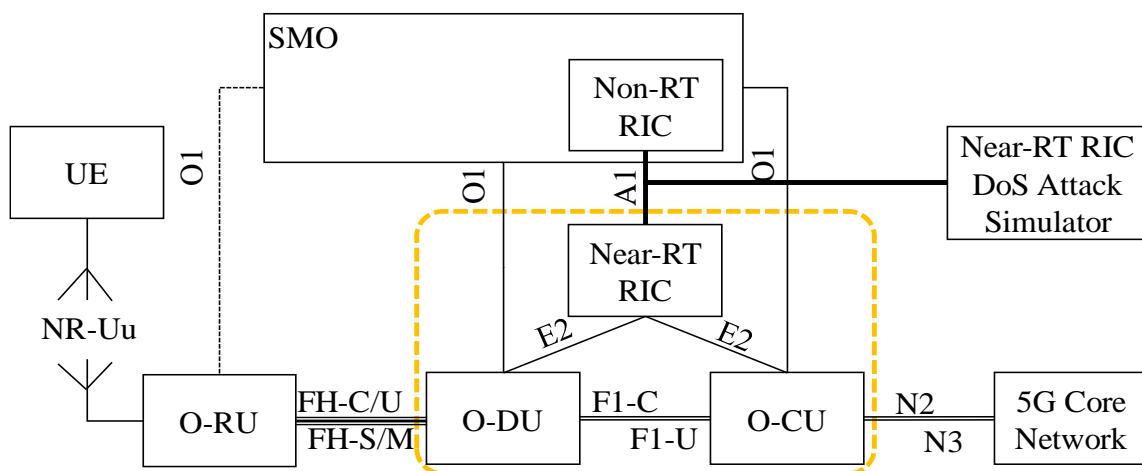 SMO
Non-RT
RIC
UE
O1
O1
A1
O1
Near-RT RIC
DoS Attack
Simulator
Near-RT
RIC
NR-Uu
E2
E2
O-RU
FH-C/U
FH-S/M
O-DU
F1-C
F1-U
O-CU
N2
N3
5G Core
Network